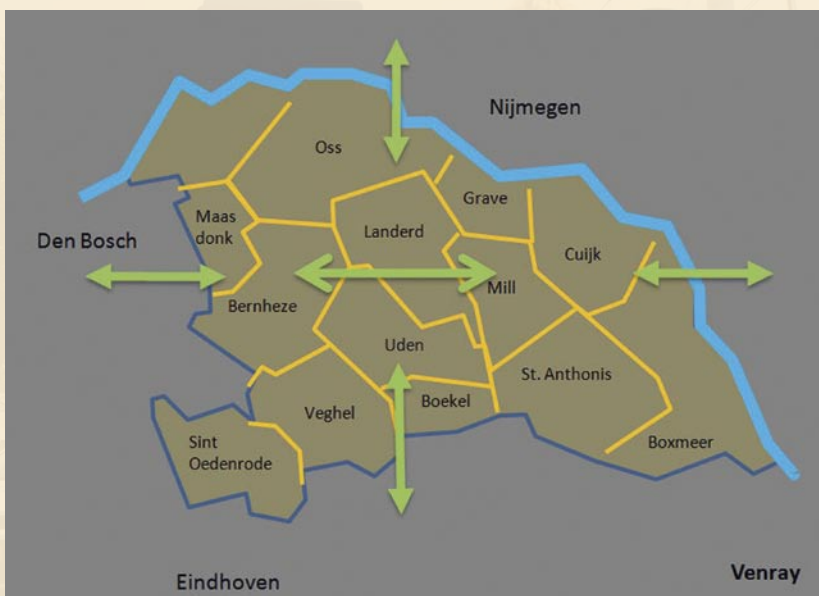 Nijmegen
Oss
Grave
Maas
donk
Landerd
Den Bosch
Cuijk
Mill
Bernheze
Uden
St. Anthonis
Boekel
Veghel
Sint
Oedenrode
Boxmeer
Venray
Eindhoven